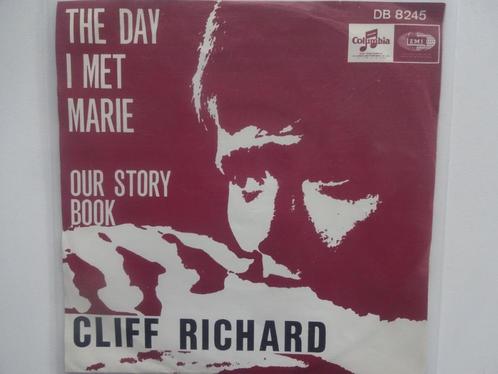 THE DAY
I MET
MARIE
DB 8245
Columbia
EMI
OUR STORY
BOOK
CLIFF RICHARD